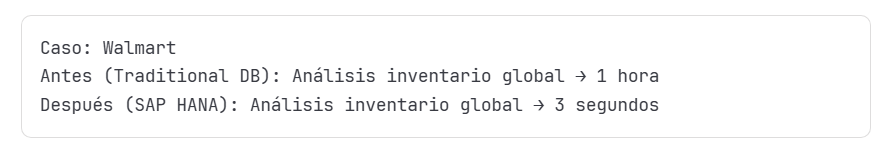 Caso: Walmart
Antes (Traditional DB): Análisis inventario global → 1 hora
Después (SAP HANA): Análisis inventario global → 3 segundos